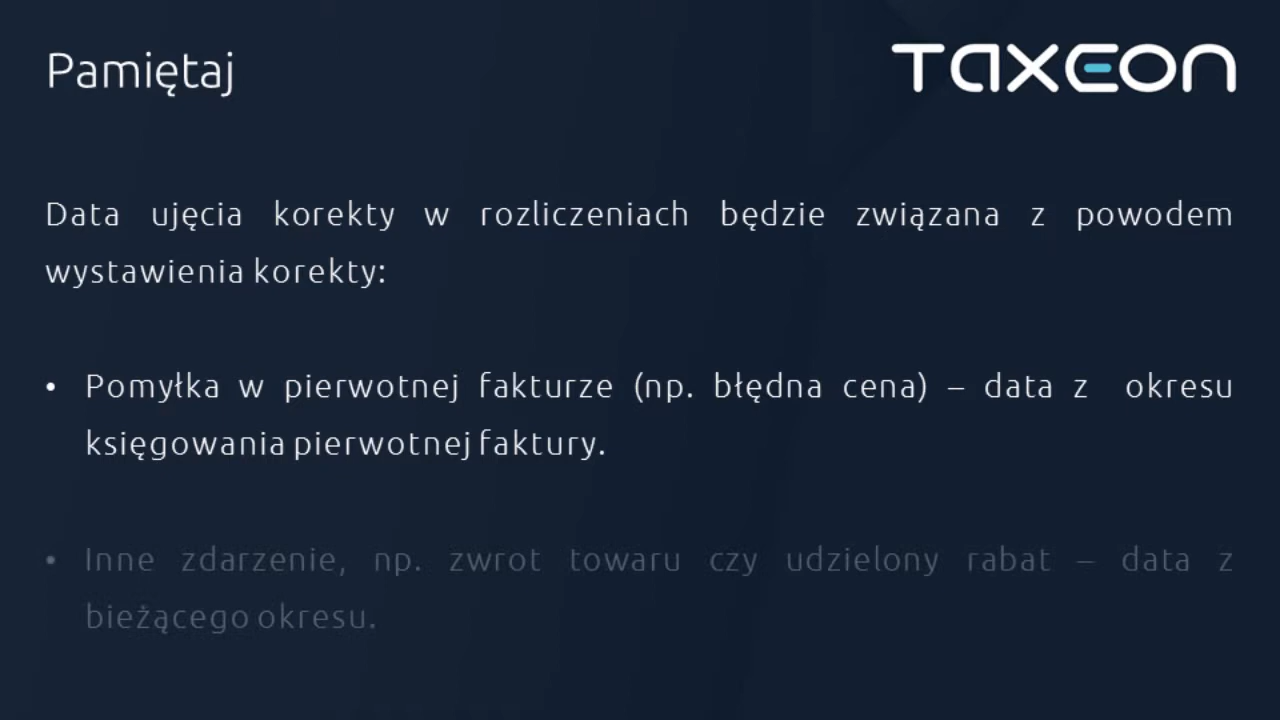 Pamiętaj
TAXEON
Data ujęcia korekty w rozliczeniach będzie związana z powodem
wystawienia korekty:
• Pomyłka w pierwotnej fakturze (np. błędna cena) – data z okresu
księgowania pierwotnej faktury.
• Inne zdarzenie, np. zwrot towaru czy udzielony rabat – data z
bieżącego okresu.